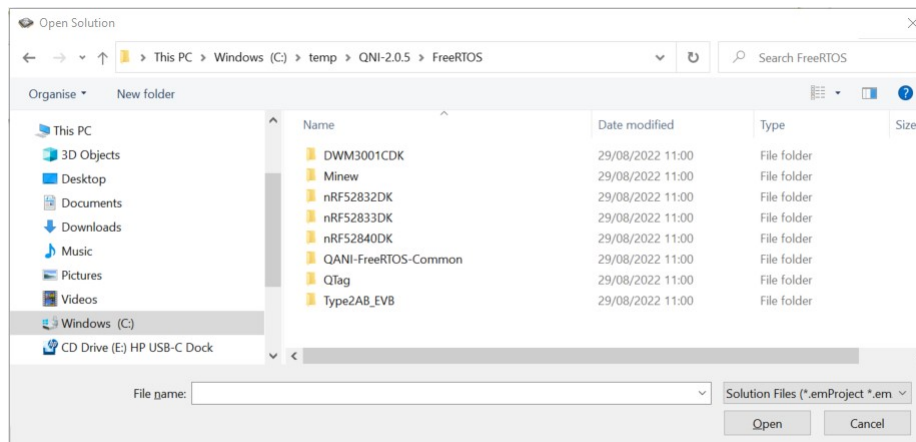 Open Solution
This PC > Windows (C:) > temp > QNI-2.0.5 > FreeRTOS
Search FreeRTOS
Organise
New folder
This PC
3D Objects
Desktop
Documents
Downloads
Music
Pictures
Videos
Windows (C:)
CD Drive (E:) HP USB-C Dock
Name Date modified Type Size
DWM3001CDK 29/08/2022 11:00 File folder
Minew 29/08/2022 11:00 File folder
nRF52832DK 29/08/2022 11:00 File folder
nRF52833DK 29/08/2022 11:00 File folder
nRF52840DK 29/08/2022 11:00 File folder
QANI-FreeRTOS-Common 29/08/2022 11:00 File folder
QTag 29/08/2022 11:00 File folder
Type2AB_EVB 29/08/2022 11:00 File folder
File name:
Solution Files (*.emProject *.em
Open
Cancel